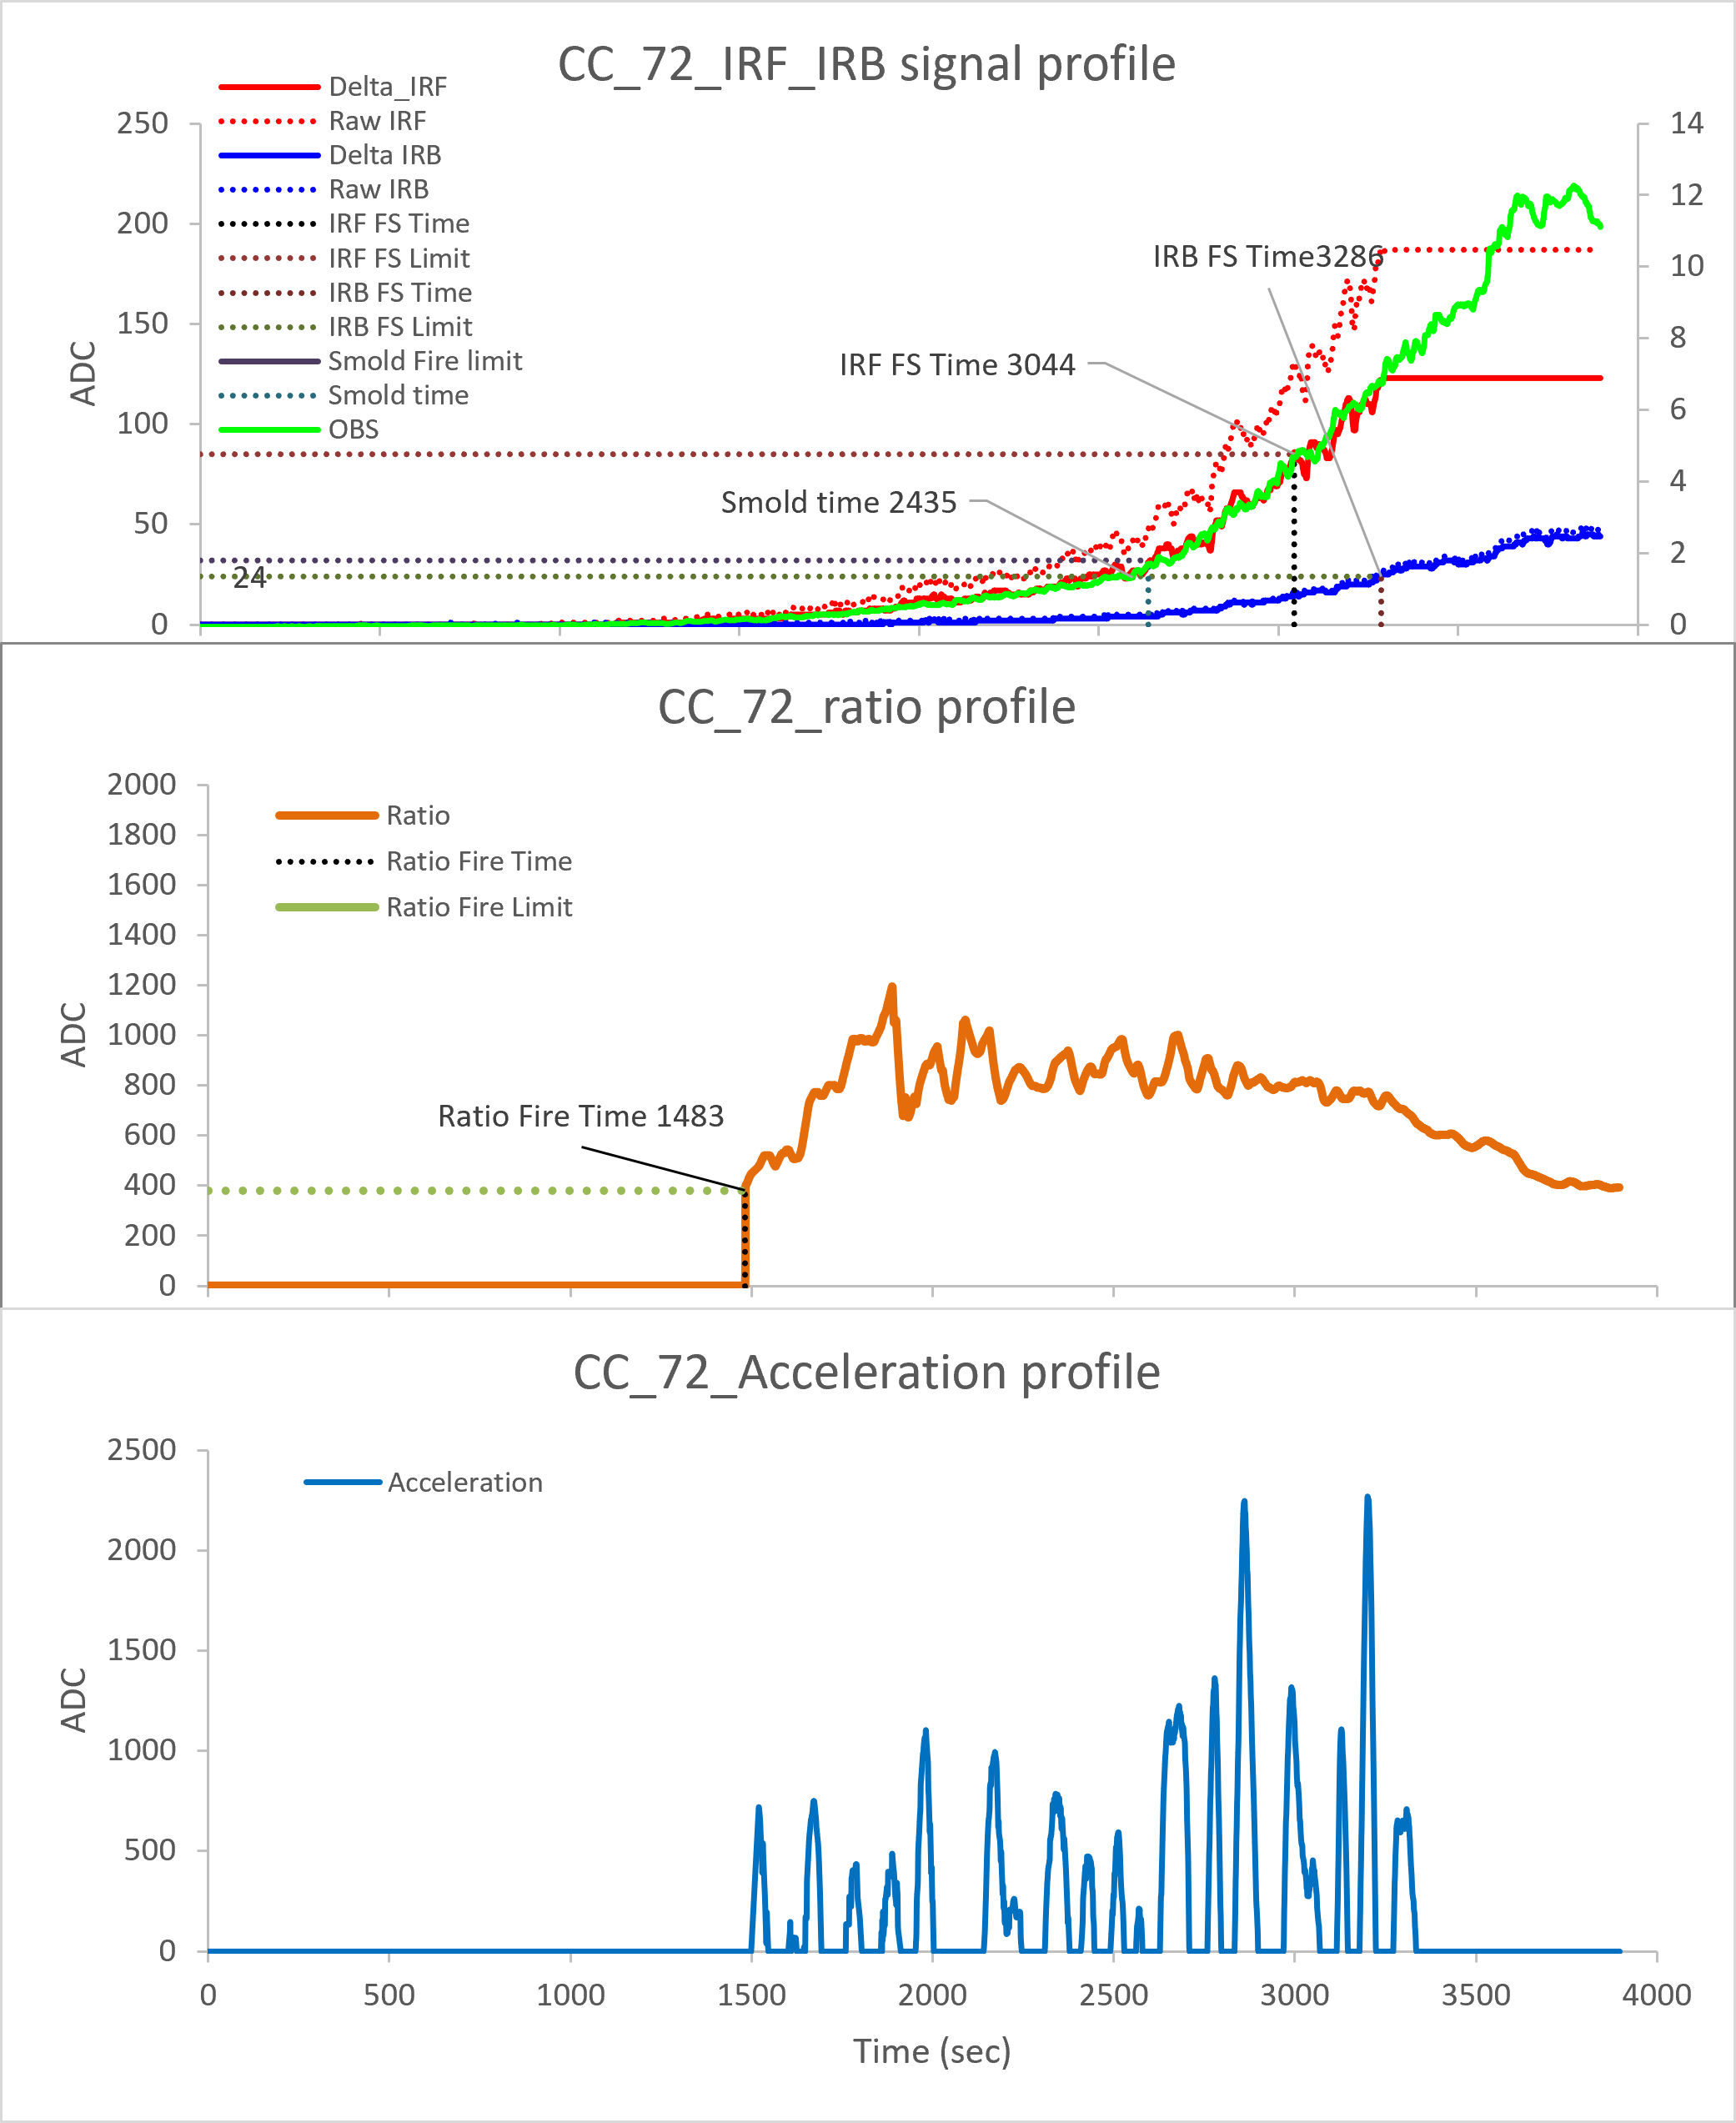 CC_72_IRF_IRB signal profile
Delta_IRF
Raw IRF
Delta IRB
Raw IRB
IRF FS Time
IRF FS Limit
IRB FS Time
IRB FS Limit
Smold Fire limit
Smold time
OBS
250
200
150
100
50
0
ADC
14
12
10
8
6
4
2
0
IRB FS Time3286
IRF FS Time 3044
Smold time 2435
24
CC_72_ratio profile
2000
1800
1600
1400
1200
1000
800
600
400
200
0
ADC
Ratio
Ratio Fire Time
Ratio Fire Limit
Ratio Fire Time 1483
CC_72_Acceleration profile
2500
2000
1500
1000
500
0
ADC
Acceleration
0 500 1000 1500 2000 2500 3000 3500 4000
Time (sec)